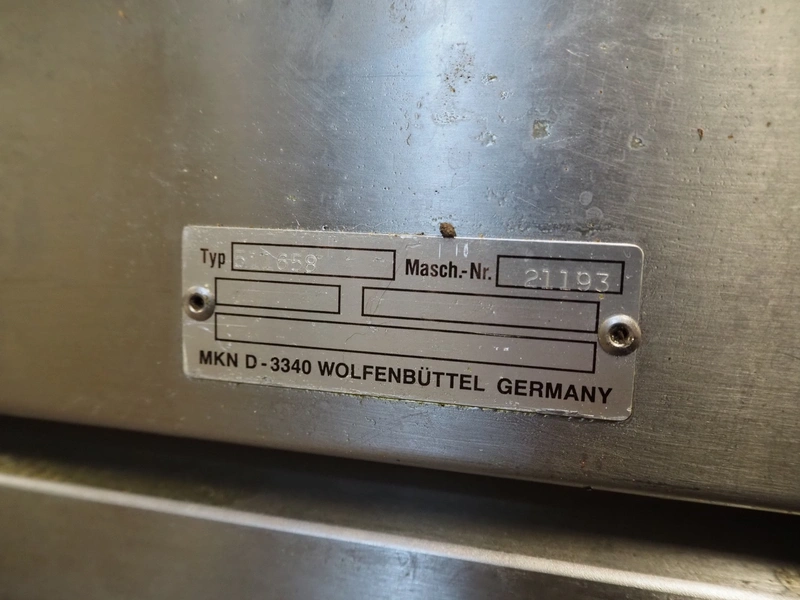 Typ Masch.-Nr. 21193
MKN D-3340 WOLFENBÜTTEL GERMANY